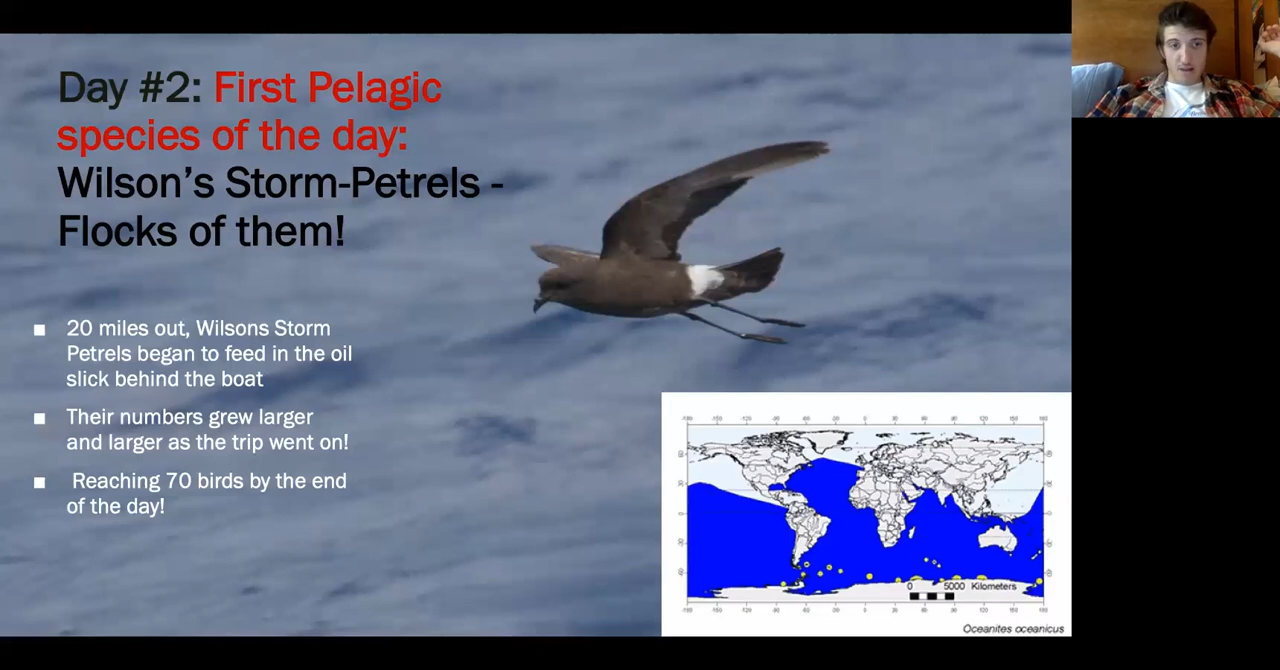 Day #2: First Pelagic
species of the day:
Wilson's Storm-Petrels -
Flocks of them!
■ 20 miles out, Wilsons Storm
Petrels began to feed in the oil
slick behind the boat
■ Their numbers grew larger
and larger as the trip went on!
■ Reaching 70 birds by the end
of the day!
0 5000 Kilometers
Oceanites oceanicus